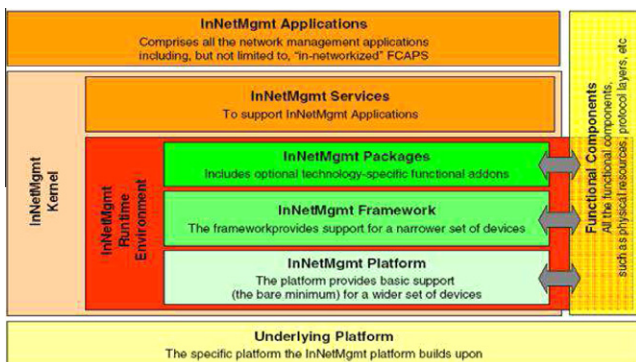 InNetMgmt Applications
Comprises all the network management applications
including, but not limited to, "in-networkized" FCAPS
InNetMgmt
Kernel
InNetMgmt Services
To support InNetMgmt Applications
InNetMgmt
Runtime
Environment
InNetMgmt Packages
Includes optional technology-specific functional addons
InNetMgmt Framework
The frameworkprovides support for a narrower set of devices
InNetMgmt Platform
The platform provides basic support
(the bare minimum) for a wider set of devices
Functional Components
All the functional components,
such as physical resources, protocol layers, etc
Underlying Platform
The specific platform the InNetMgmt platform builds upon